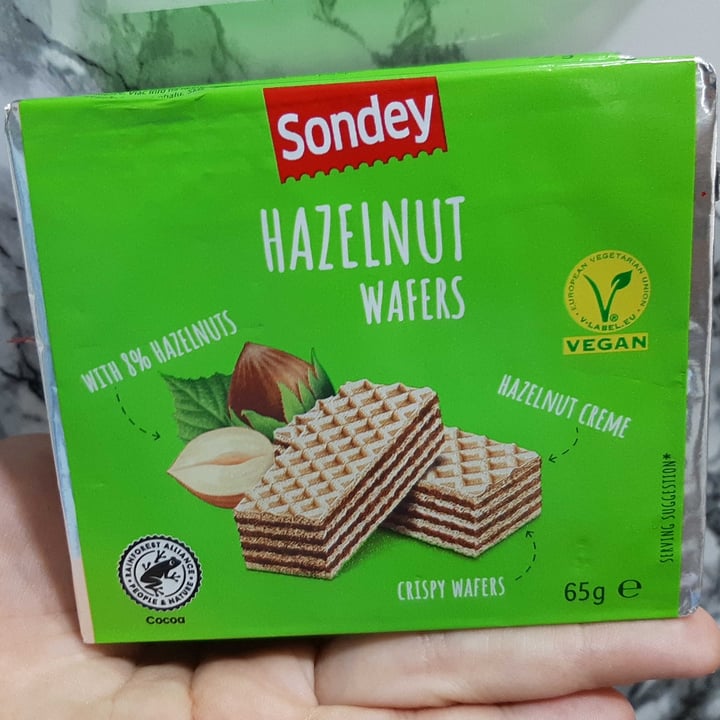 Sondey
HAZELNUT
WAFERS
EUROPEAN VEGETARIAN UNION
V-LABEL.EU
VEGAN
WITH 8% HAZELNUTS
HAZELNUT CREME
SERVING SUGGESTION*
RAINFOREST ALLIANCE
PEOPLE & NATURE
Cocoa
CRISPY WAFERS
65g ℮